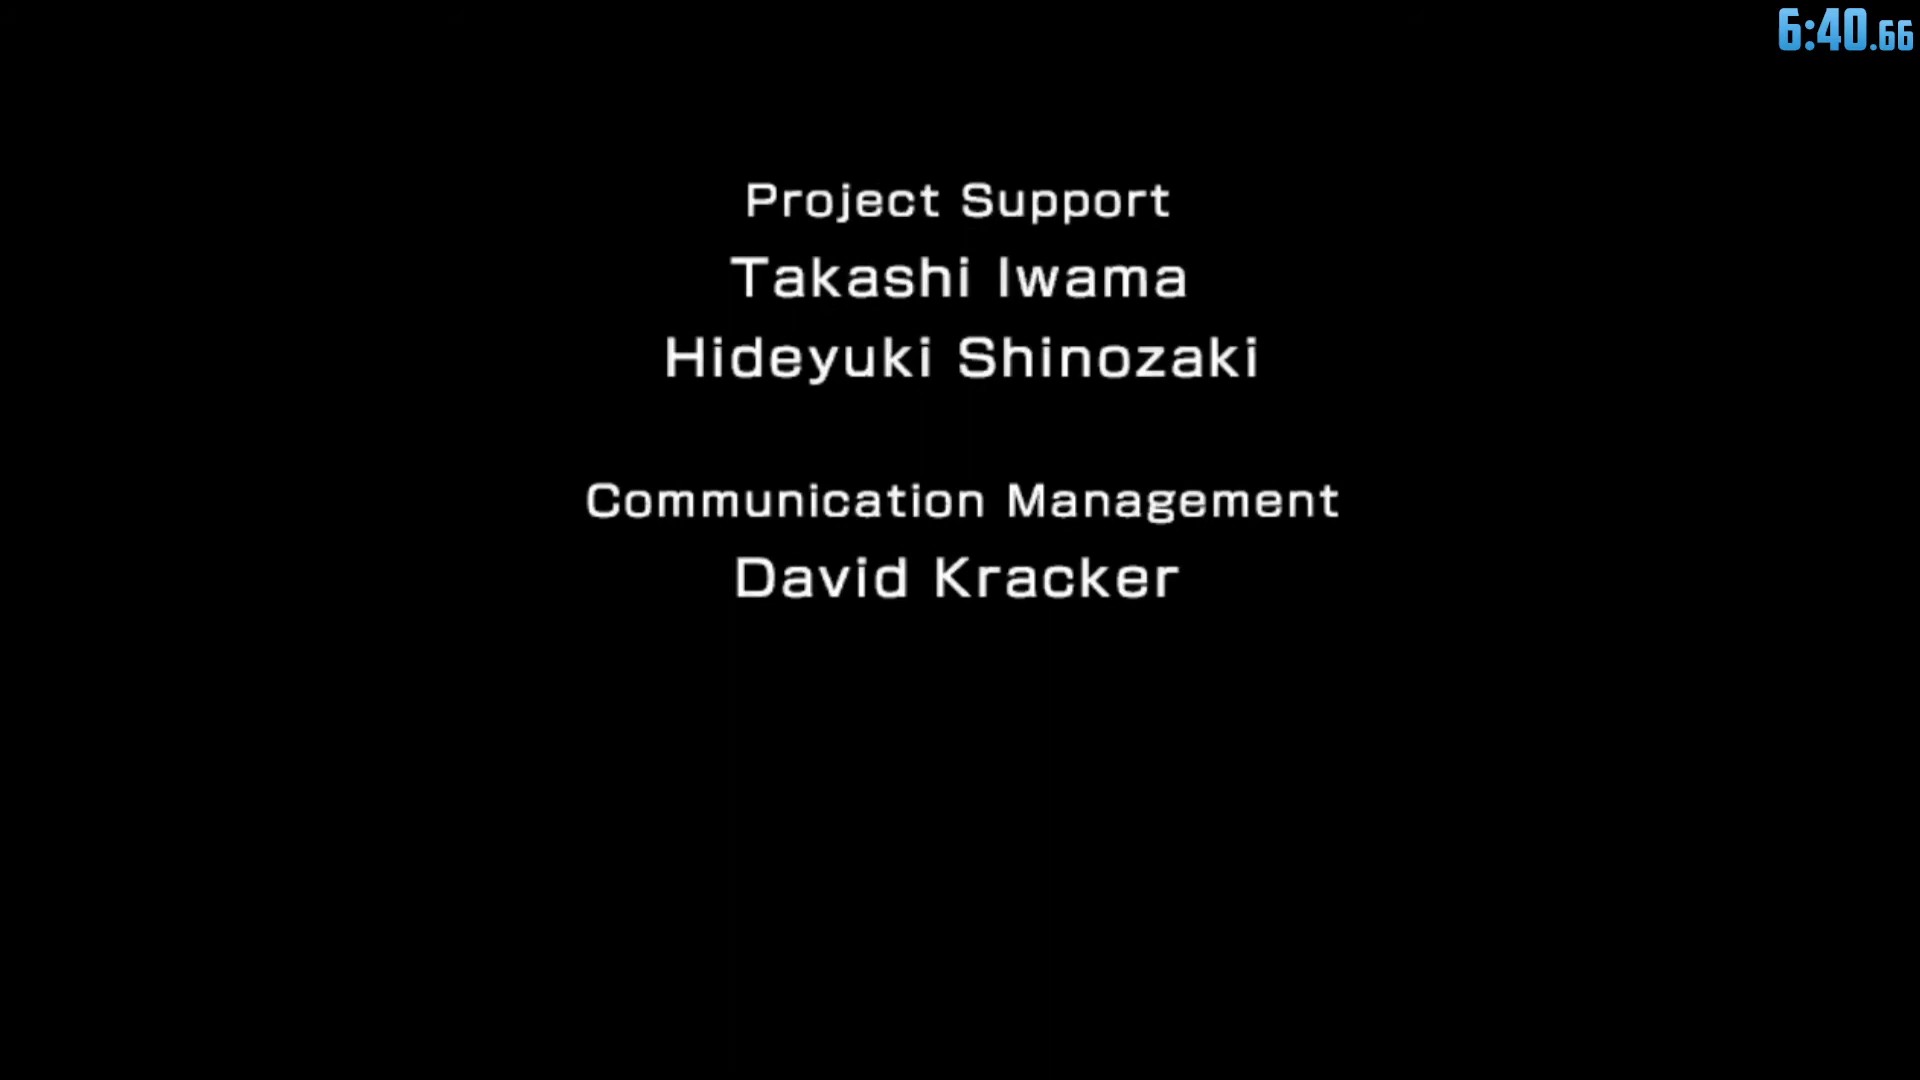 6:40.66
Project Support
Takashi Iwama
Hideyuki Shinozaki
Communication Management
David Kracker